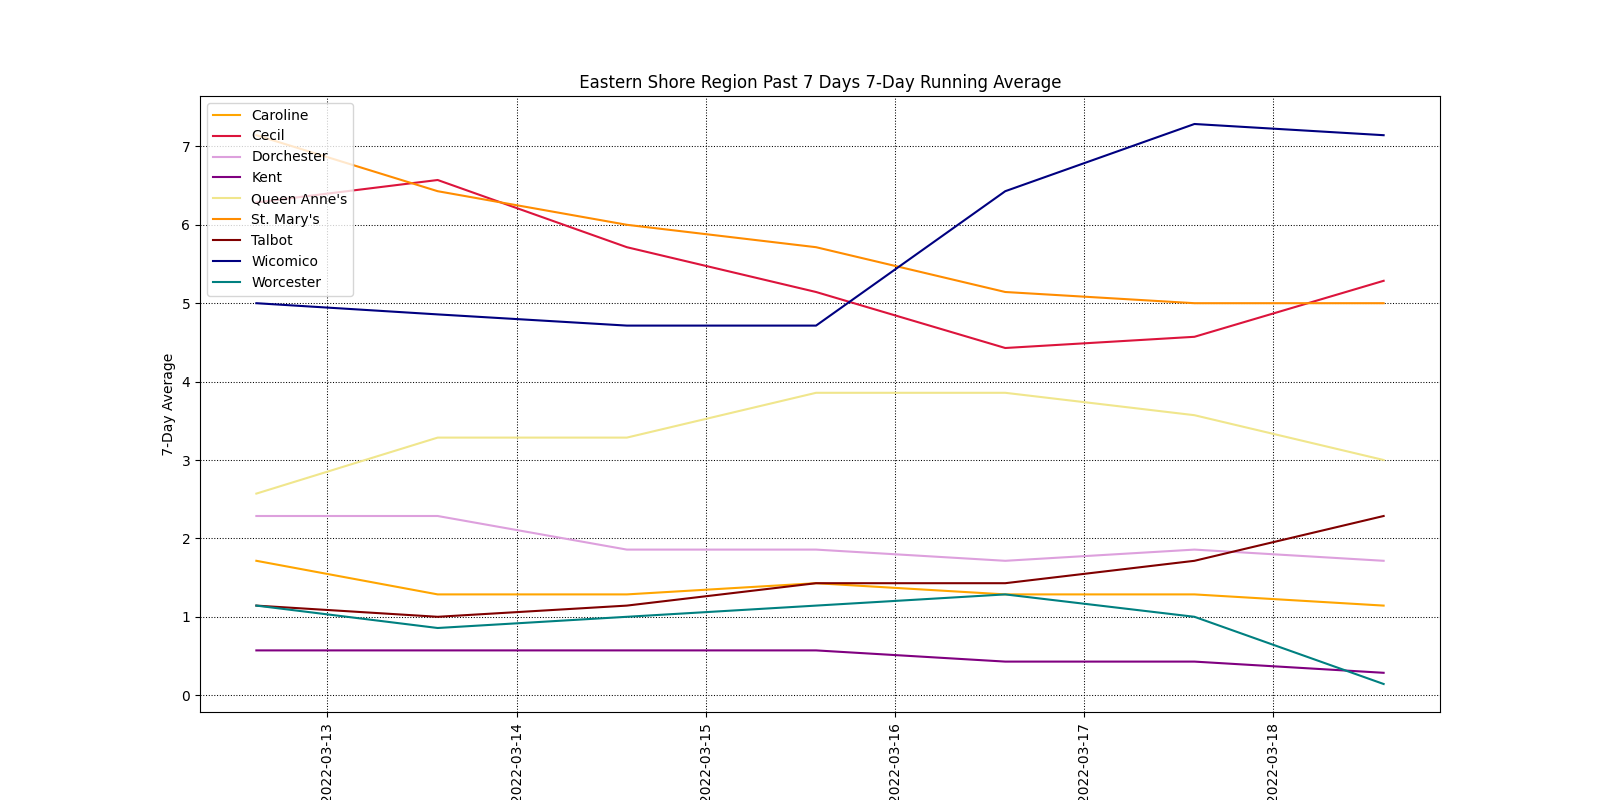 Eastern Shore Region Past 7 Days 7-Day Running Average
Caroline
Cecil
Dorchester
Kent
Queen Anne's
St. Mary's
Talbot
Wicomico
Worcester
7
6
5
4
3
2
1
0
7-Day Average
2022-03-13
2022-03-14
2022-03-15
2022-03-16
2022-03-17
2022-03-18